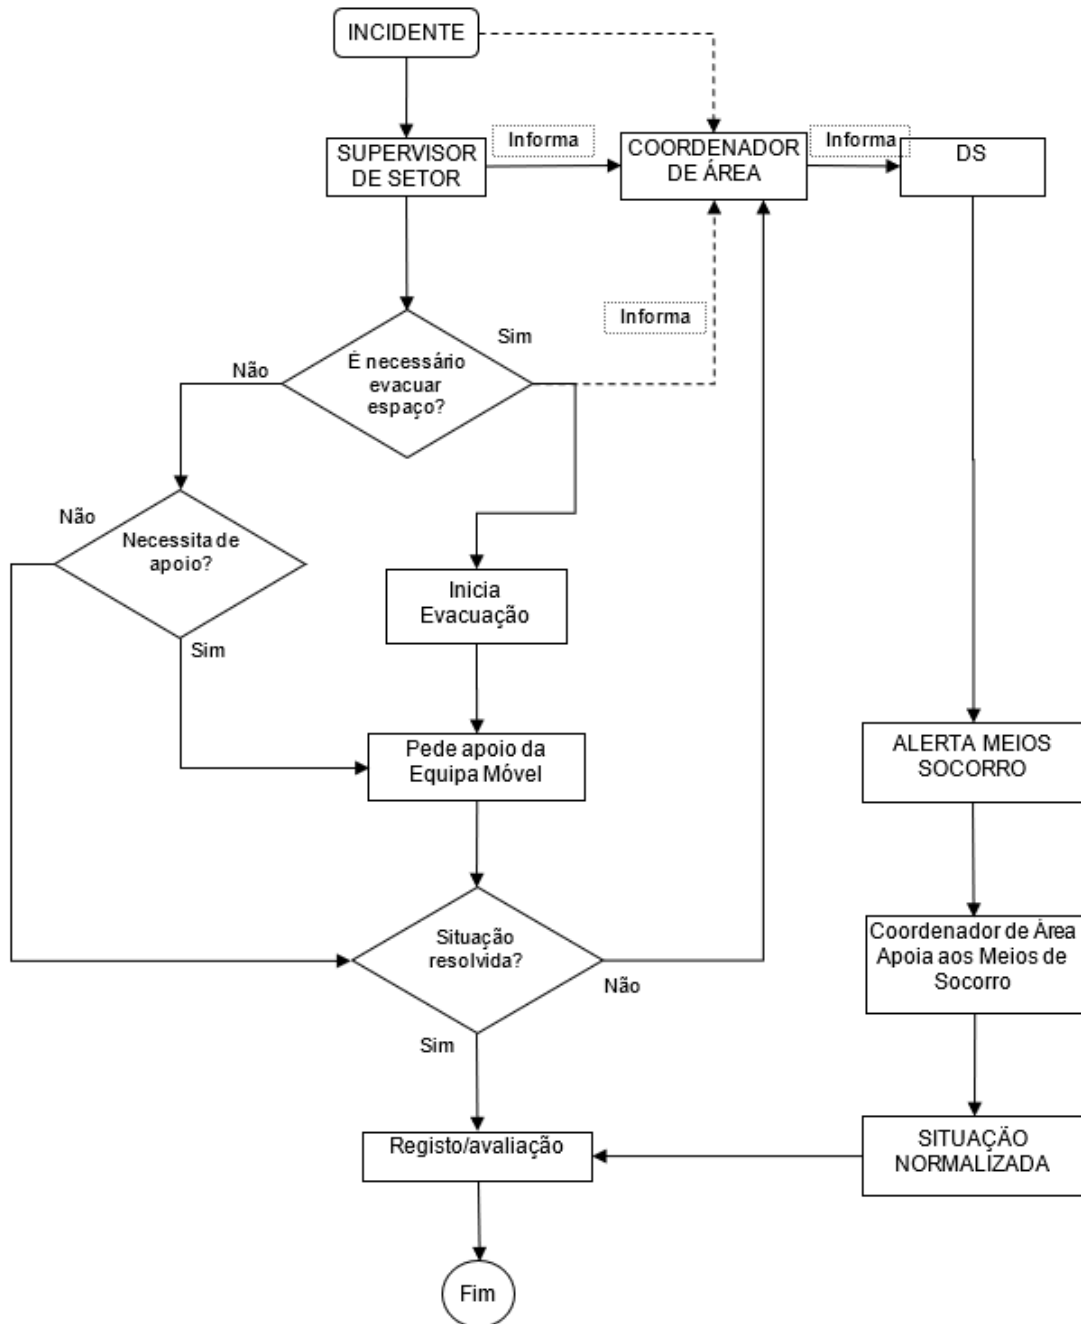 INCIDENTE
Informa
Informa
SUPERVISOR
DE SETOR
COORDENADOR
DE ÁREA
DS
Informa
Sim
Não
É necessário
evacuar
espaço?
Não
Necessita de
apoio?
Sim
Inicia
Evacuação
Pede apoio da
Equipa Móvel
ALERTA MEIOS
SOCORRO
Situação
resolvida?
Não
Sim
Coordenador de Área
Apoia aos Meios de
Socorro
Registo/avaliação
SITUAÇÃO
NORMALIZADA
Fim